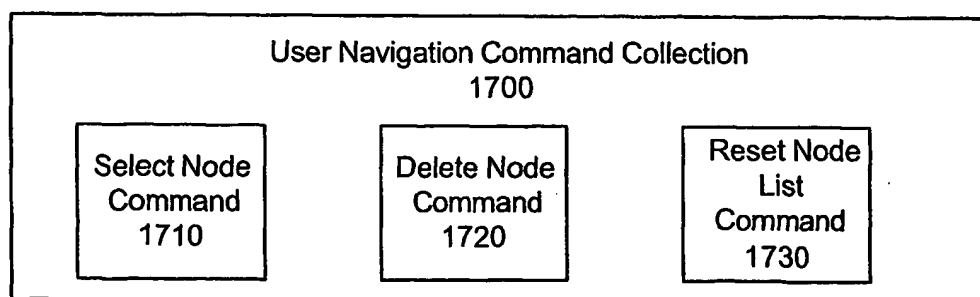 User Navigation Command Collection
1700
Select Node
Command
1710
Delete Node
Command
1720
Reset Node
List
Command
1730